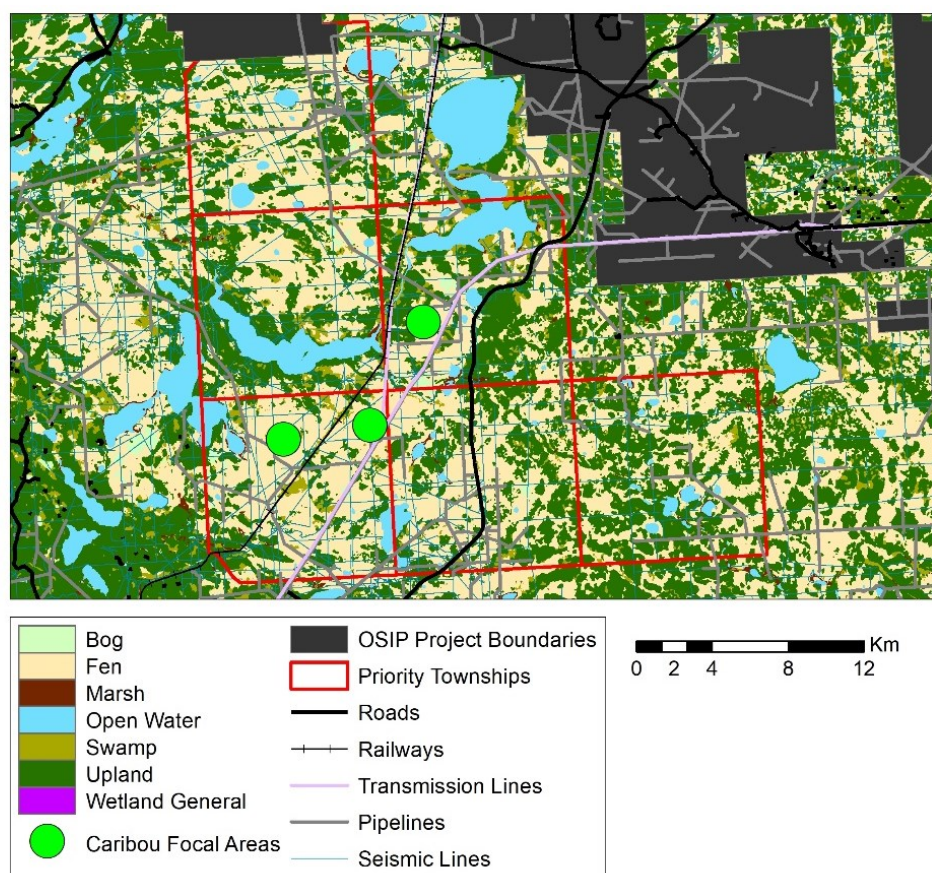 Bog
Fen
Marsh
Open Water
Swamp
Upland
Wetland General
Caribou Focal Areas
OSIP Project Boundaries
Priority Townships
Roads
Railways
Transmission Lines
Pipelines
Seismic Lines
Km
0 2 4 8 12